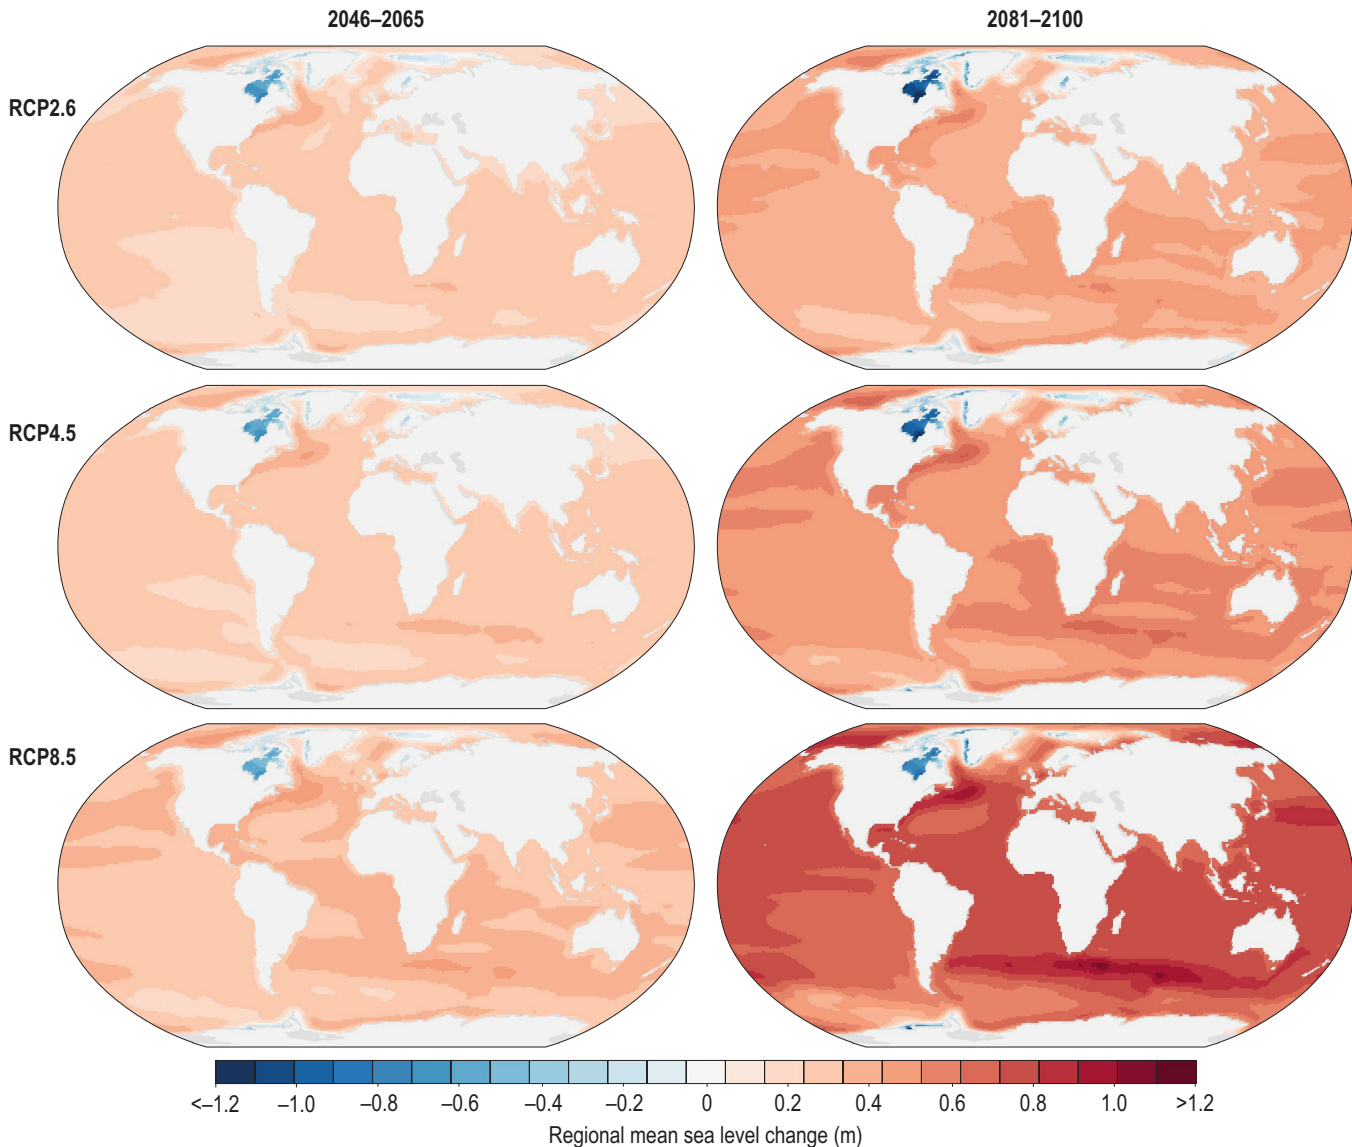 2046–2065 2081–2100
RCP2.6
RCP4.5
RCP8.5
<–1.2 –1.0 –0.8 –0.6 –0.4 –0.2 0 0.2 0.4 0.6 0.8 1.0 >1.2
Regional mean sea level change (m)